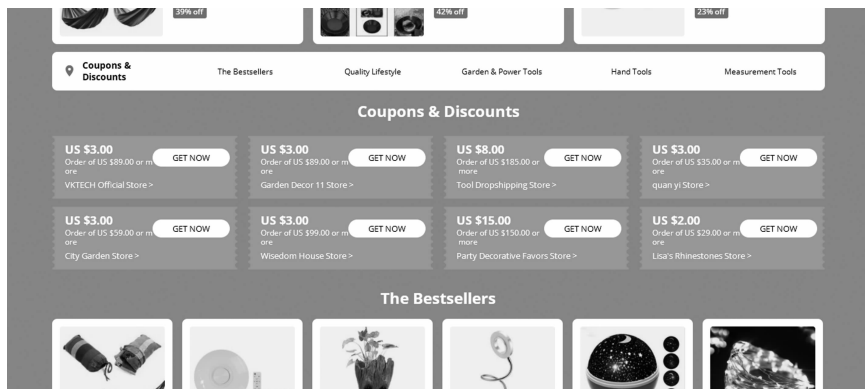 39% off
42% off
23% off
Coupons &
Discounts
The Bestsellers
Quality Lifestyle
Garden & Power Tools
Hand Tools
Measurement Tools
Coupons & Discounts
US $3.00
Order of US $89.00 or m
ore
GET NOW
VKTECH Official Store >
US $3.00
Order of US $89.00 or m
ore
GET NOW
Garden Decor 11 Store >
US $8.00
Order of US $185.00 or
more
GET NOW
Tool Dropshipping Store >
US $3.00
Order of US $35.00 or m
ore
GET NOW
quan yi Store >
US $3.00
Order of US $59.00 or m
ore
GET NOW
City Garden Store >
US $3.00
Order of US $99.00 or m
ore
GET NOW
Wisedom House Store >
US $15.00
Order of US $150.00 or
more
GET NOW
Party Decorative Favors Store >
US $2.00
Order of US $29.00 or m
ore
GET NOW
Lisa's Rhinestones Store >
The Bestsellers